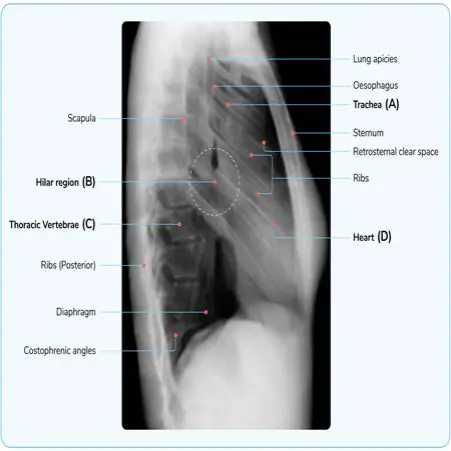 Lung apicies
Oesophagus
Trachea (A)
Scapula
Sternum
Retrosternal clear space
Hilar region (B)
Ribs
Thoracic Vertebrae (C)
Heart (D)
Ribs (Posterior)
Diaphragm
Costophrenic angles